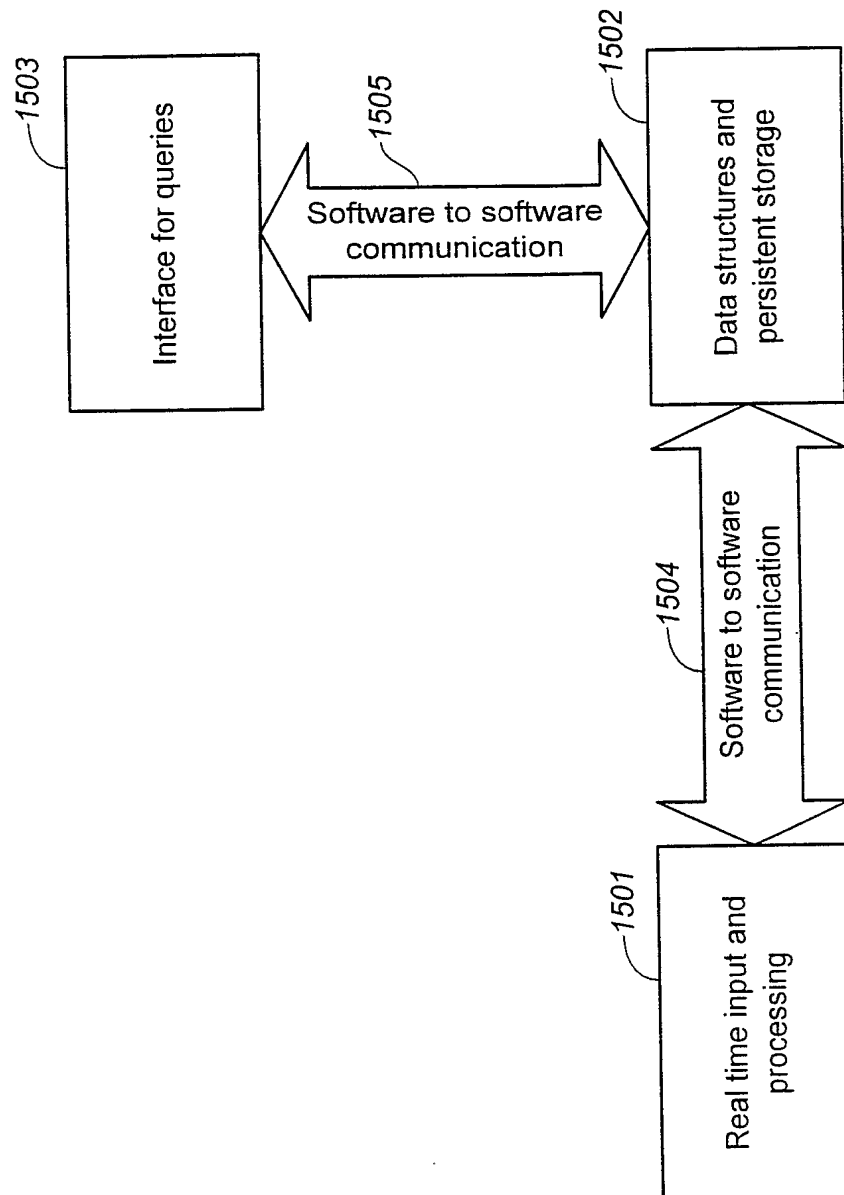 1503
Interface for queries
1505
Software to software
communication
1502
Data structures and
persistent storage
1504
Software to software
communication
1501
Real time input and
processing